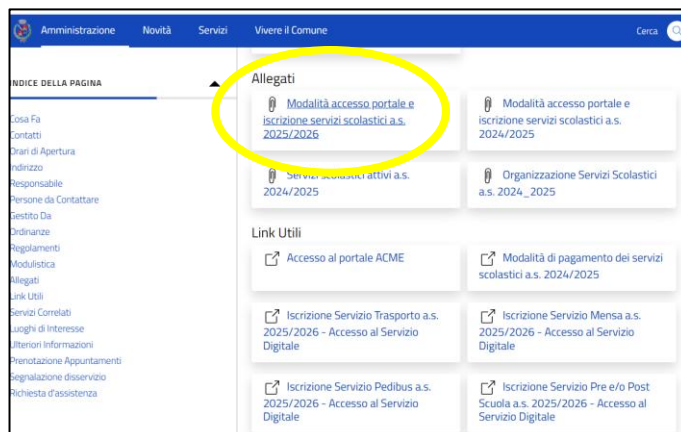 Amministrazione Novità Servizi Vivere il Comune Cerca
INDICE DELLA PAGINA
Cosa Fa
Contatti
Orari di Apertura
Indirizzo
Responsabile
Persone da Contattare
Gestito Da
Ordinanze
Regolamenti
Modulistica
Allegati
Link Utili
Servizi Correlati
Luoghi di Interesse
Ulteriori Informazioni
Prenotazione Appuntamenti
Segnalazione disservizio
Richiesta d'assistenza
Allegati
Modalità accesso portale e
iscrizione servizi scolastici a.s.
2025/2026
Modalità accesso portale e
iscrizione servizi scolastici a.s.
2024/2025
Servizi scolastici attivi a.s.
2024/2025
Organizzazione Servizi Scolastici
a.s. 2024_2025
Link Utili
Accesso al portale ACME
Modalità di pagamento dei servizi
scolastici a.s. 2024/2025
Iscrizione Servizio Trasporto a.s.
2025/2026 - Accesso al Servizio
Digitale
Iscrizione Servizio Mensa a.s.
2025/2026 - Accesso al Servizio
Digitale
Iscrizione Servizio Pedibus a.s.
2025/2026 - Accesso al Servizio
Digitale
Iscrizione Servizio Pre e/o Post
Scuola a.s. 2025/2026 - Accesso al
Servizio Digitale